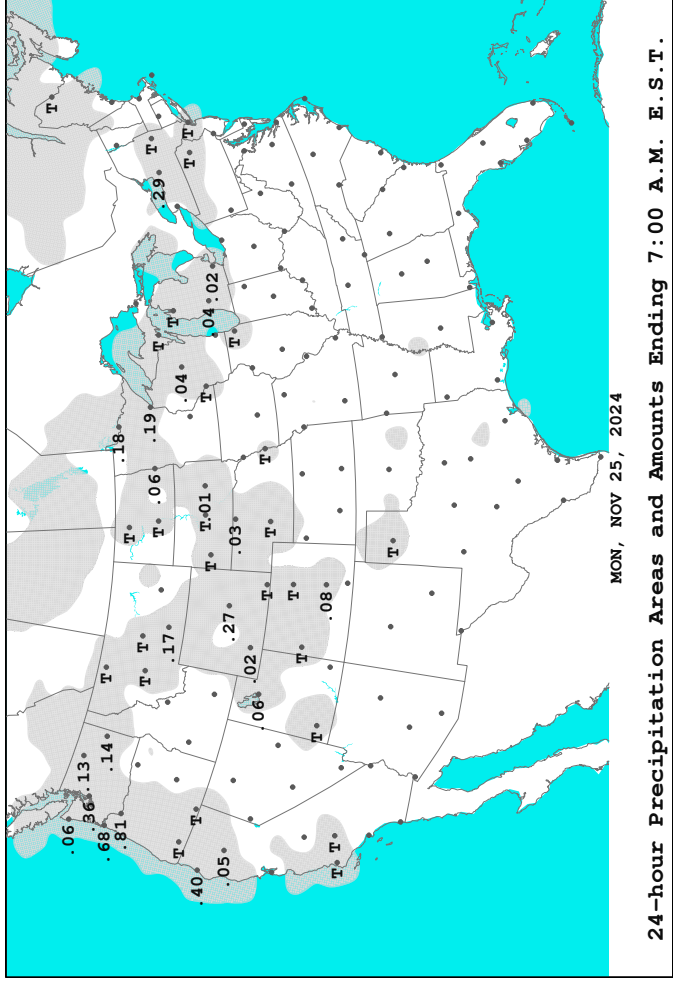 T
.06
.13
.36
.68
T
.14
.18
.81
T
T
T
.19
T
.06
T
T
.29
.17
T
T
.04
T
T
.40
T
T
.01
T
.04
T
.02
.05
.27
T
.03
.02
.06
T
T
T
T
T
T
.08
T
T
T
MON, NOV 25, 2024
24-hour Precipitation Areas and Amounts Ending 7:00 A.M. E.S.T.